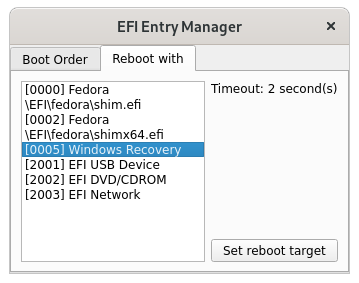 EFI Entry Manager
×
Boot Order
Reboot with
[0000] Fedora
\EFI\fedora\shim.efi
[0002] Fedora
\EFI\fedora\shimx64.efi
[0005] Windows Recovery
[2001] EFI USB Device
[2002] EFI DVD/CDROM
[2003] EFI Network
Timeout: 2 second(s)
Set reboot target